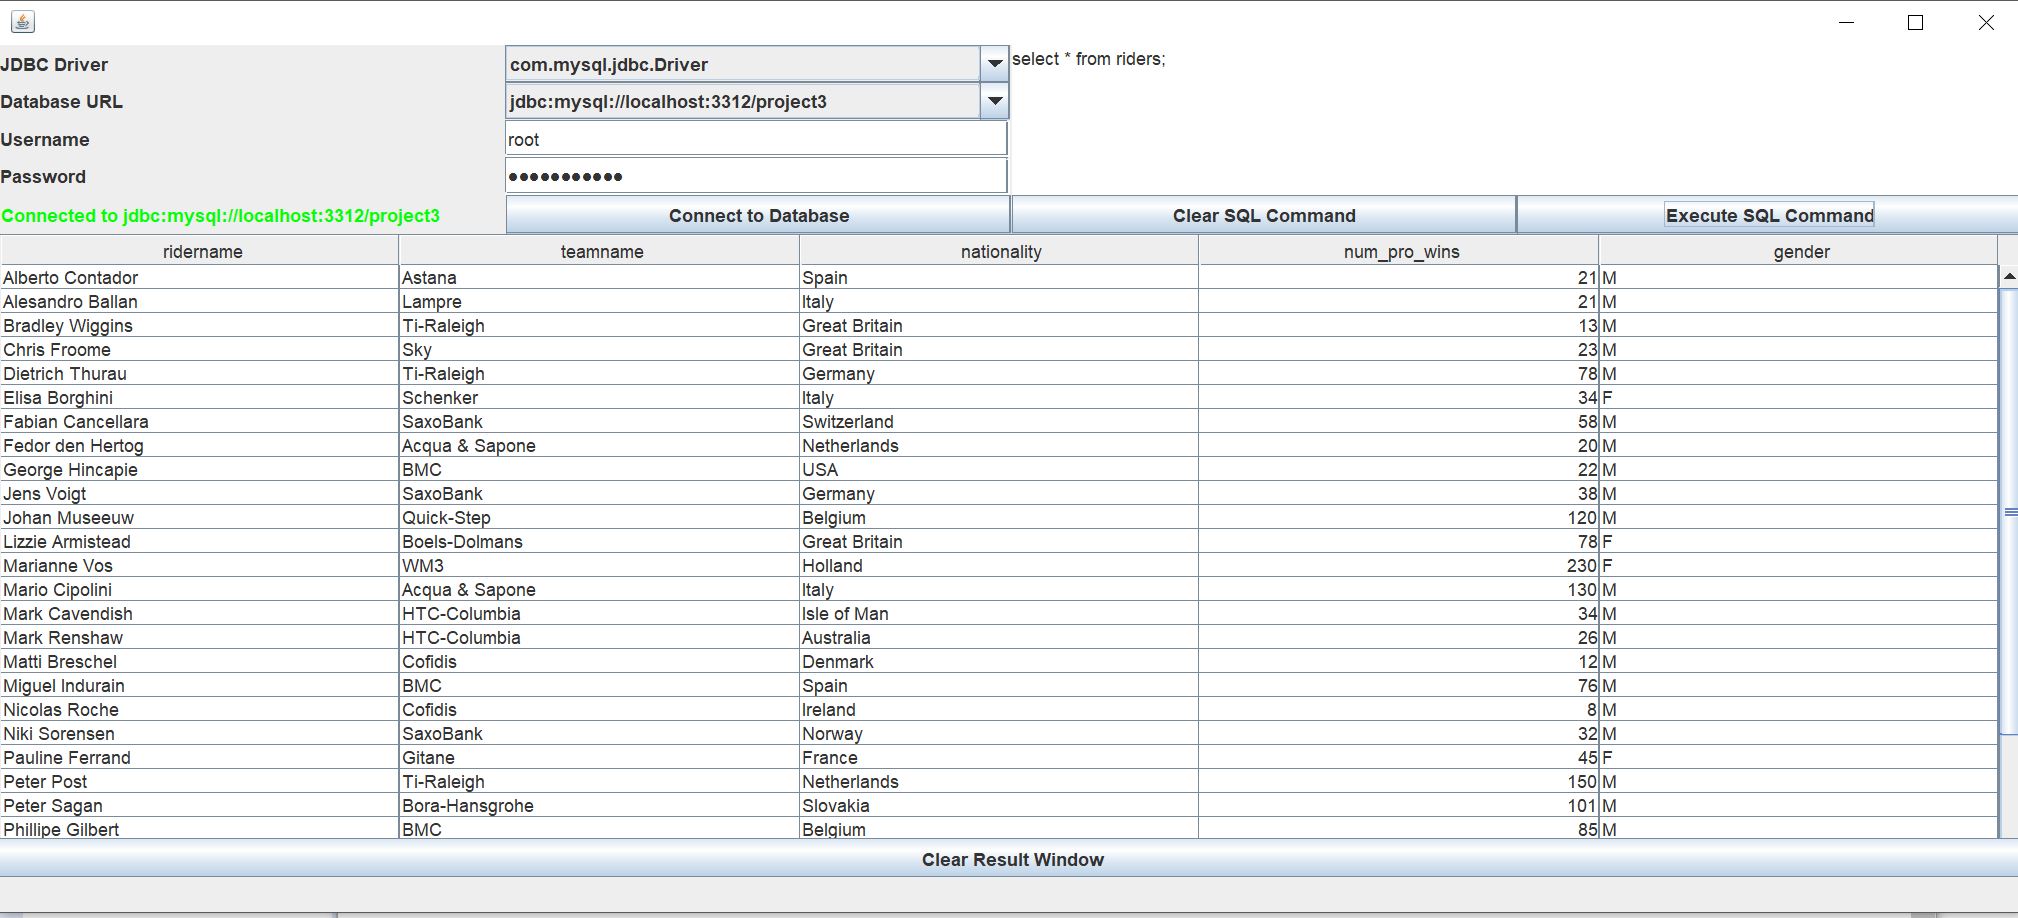 JDBC Driver com.mysql.jdbc.Driver select * from riders;
Database URL jdbc:mysql://localhost:3312/project3
Username root
Password ●●●●●●●●●●●
Connected to jdbc:mysql://localhost:3312/project3 Connect to Database Clear SQL Command Execute SQL Command
ridername teamname nationality num_pro_wins gender
Alberto Contador Astana Spain 21 M
Alesandro Ballan Lampre Italy 21 M
Bradley Wiggins Ti-Raleigh Great Britain 13 M
Chris Froome Sky Great Britain 23 M
Dietrich Thurau Ti-Raleigh Germany 78 M
Elisa Borghini Schenker Italy 34 F
Fabian Cancellara SaxoBank Switzerland 58 M
Fedor den Hertog Acqua & Sapone Netherlands 20 M
George Hincapie BMC USA 22 M
Jens Voigt SaxoBank Germany 38 M
Johan Museeuw Quick-Step Belgium 120 M
Lizzie Armistead Boels-Dolmans Great Britain 78 F
Marianne Vos WM3 Holland 230 F
Mario Cipolini Acqua & Sapone Italy 130 M
Mark Cavendish HTC-Columbia Isle of Man 34 M
Mark Renshaw HTC-Columbia Australia 26 M
Matti Breschel Cofidis Denmark 12 M
Miguel Indurain BMC Spain 76 M
Nicolas Roche Cofidis Ireland 8 M
Niki Sorensen SaxoBank Norway 32 M
Pauline Ferrand Gitane France 45 F
Peter Post Ti-Raleigh Netherlands 150 M
Peter Sagan Bora-Hansgrohe Slovakia 101 M
Phillipe Gilbert BMC Belgium 85 M
Clear Result Window